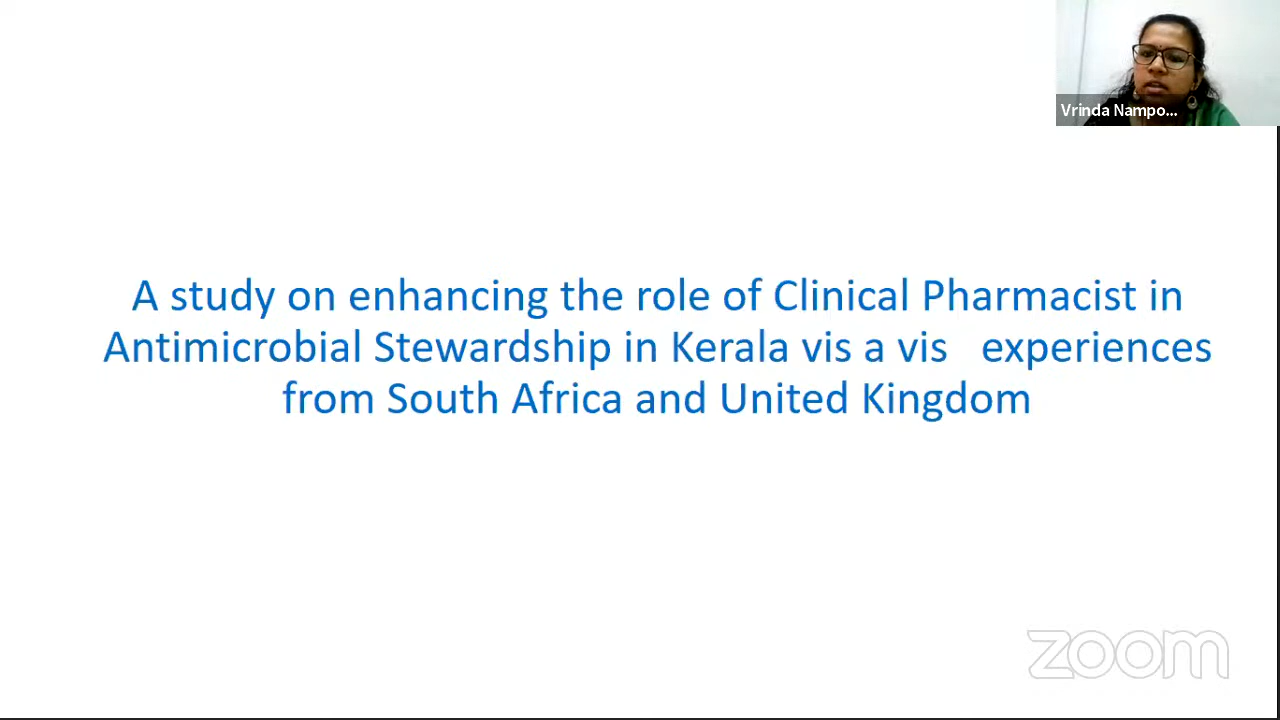 Vrinda Nampo...
A study on enhancing the role of Clinical Pharmacist in
Antimicrobial Stewardship in Kerala vis a vis   experiences
from South Africa and United Kingdom
zoom